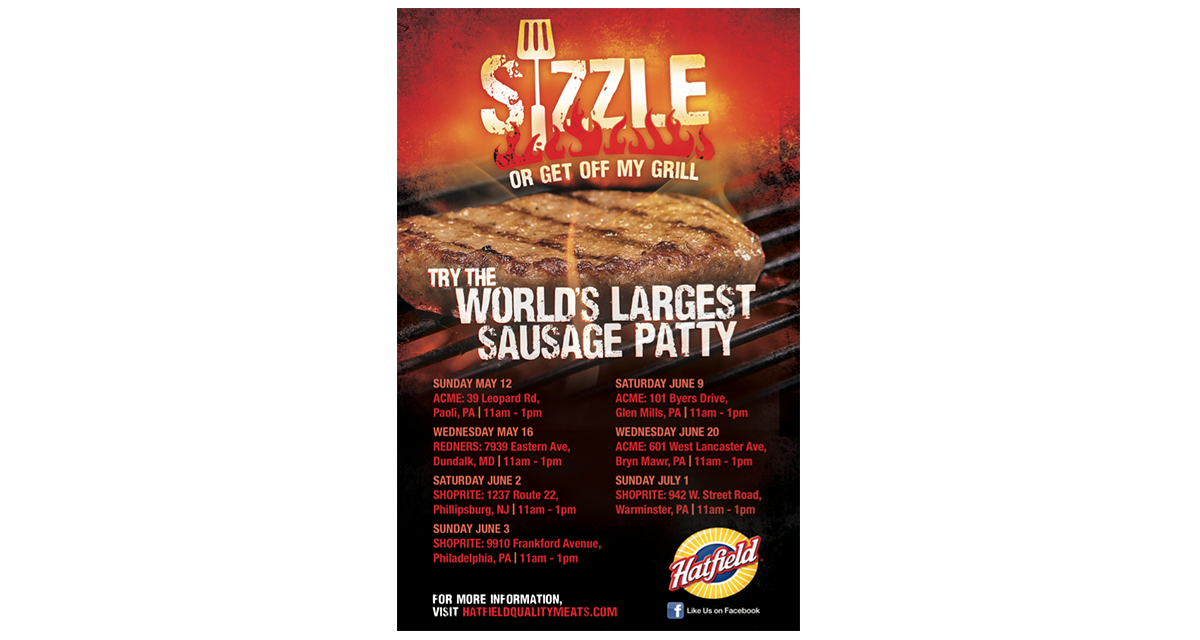 SIZZLE
OR GET OFF MY GRILL
TRY THE
WORLD'S LARGEST
SAUSAGE PATTY
SUNDAY MAY 12
ACME: 39 Leopard Rd,
Paoli, PA | 11am - 1pm
WEDNESDAY MAY 16
REDNERS: 7939 Eastern Ave,
Dundalk, MD | 11am - 1pm
SATURDAY JUNE 2
SHOPRITE: 1237 Route 22,
Phillipsburg, NJ | 11am - 1pm
SUNDAY JUNE 3
SHOPRITE: 9910 Frankford Avenue,
Philadelphia, PA | 11am - 1pm
SATURDAY JUNE 9
ACME: 101 Byers Drive,
Glen Mills, PA | 11am - 1pm
WEDNESDAY JUNE 20
ACME: 601 West Lancaster Ave,
Bryn Mawr, PA | 11am - 1pm
SUNDAY JULY 1
SHOPRITE: 942 W. Street Road,
Warminster, PA | 11am - 1pm
Hatfield
f Like Us on Facebook
FOR MORE INFORMATION,
VISIT HATFIELDQUALITYMEATS.COM